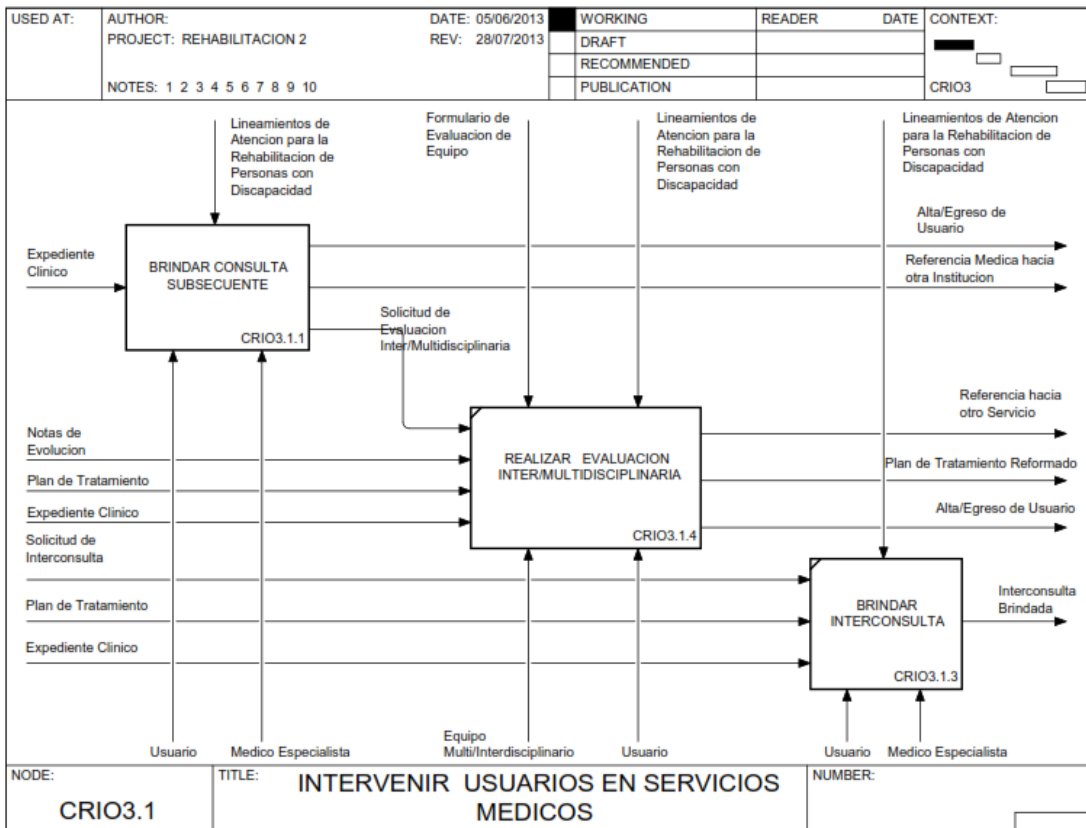 USED AT:
AUTHOR:
DATE: 05/06/2013
PROJECT: REHABILITACION 2
REV: 28/07/2013
NOTES: 1 2 3 4 5 6 7 8 9 10
WORKING
DRAFT
RECOMMENDED
PUBLICATION
READER
DATE
CONTEXT:
CRIO3
Lineamientos de
Atencion para la
Rehabilitacion de
Personas con
Discapacidad
Formulario de
Evaluacion de
Equipo
Lineamientos de
Atencion para la
Rehabilitacion de
Personas con
Discapacidad
Lineamientos de Atencion
para la Rehabilitacion de
Personas con
Discapacidad
Expediente
Clinico
BRINDAR CONSULTA
SUBSECUENTE
CRIO3.1.1
Alta/Egreso de
Usuario
Referencia Medica hacia
otra Institucion
Solicitud de
Evaluacion
Inter/Multidisciplinaria
Notas de
Evolucion
Plan de Tratamiento
Expediente Clinico
REALIZAR EVALUACION
INTER/MULTIDISCIPLINARIA
CRIO3.1.4
Referencia hacia
otro Servicio
Plan de Tratamiento Reformado
Alta/Egreso de Usuario
Solicitud de
Interconsulta
Plan de Tratamiento
Expediente Clinico
BRINDAR
INTERCONSULTA
CRIO3.1.3
Interconsulta
Brindada
Usuario
Medico Especialista
Equipo
Multi/Interdisciplinario
Usuario
Usuario
Medico Especialista
NODE:
CRIO3.1
TITLE:
INTERVENIR USUARIOS EN SERVICIOS
MEDICOS
NUMBER: